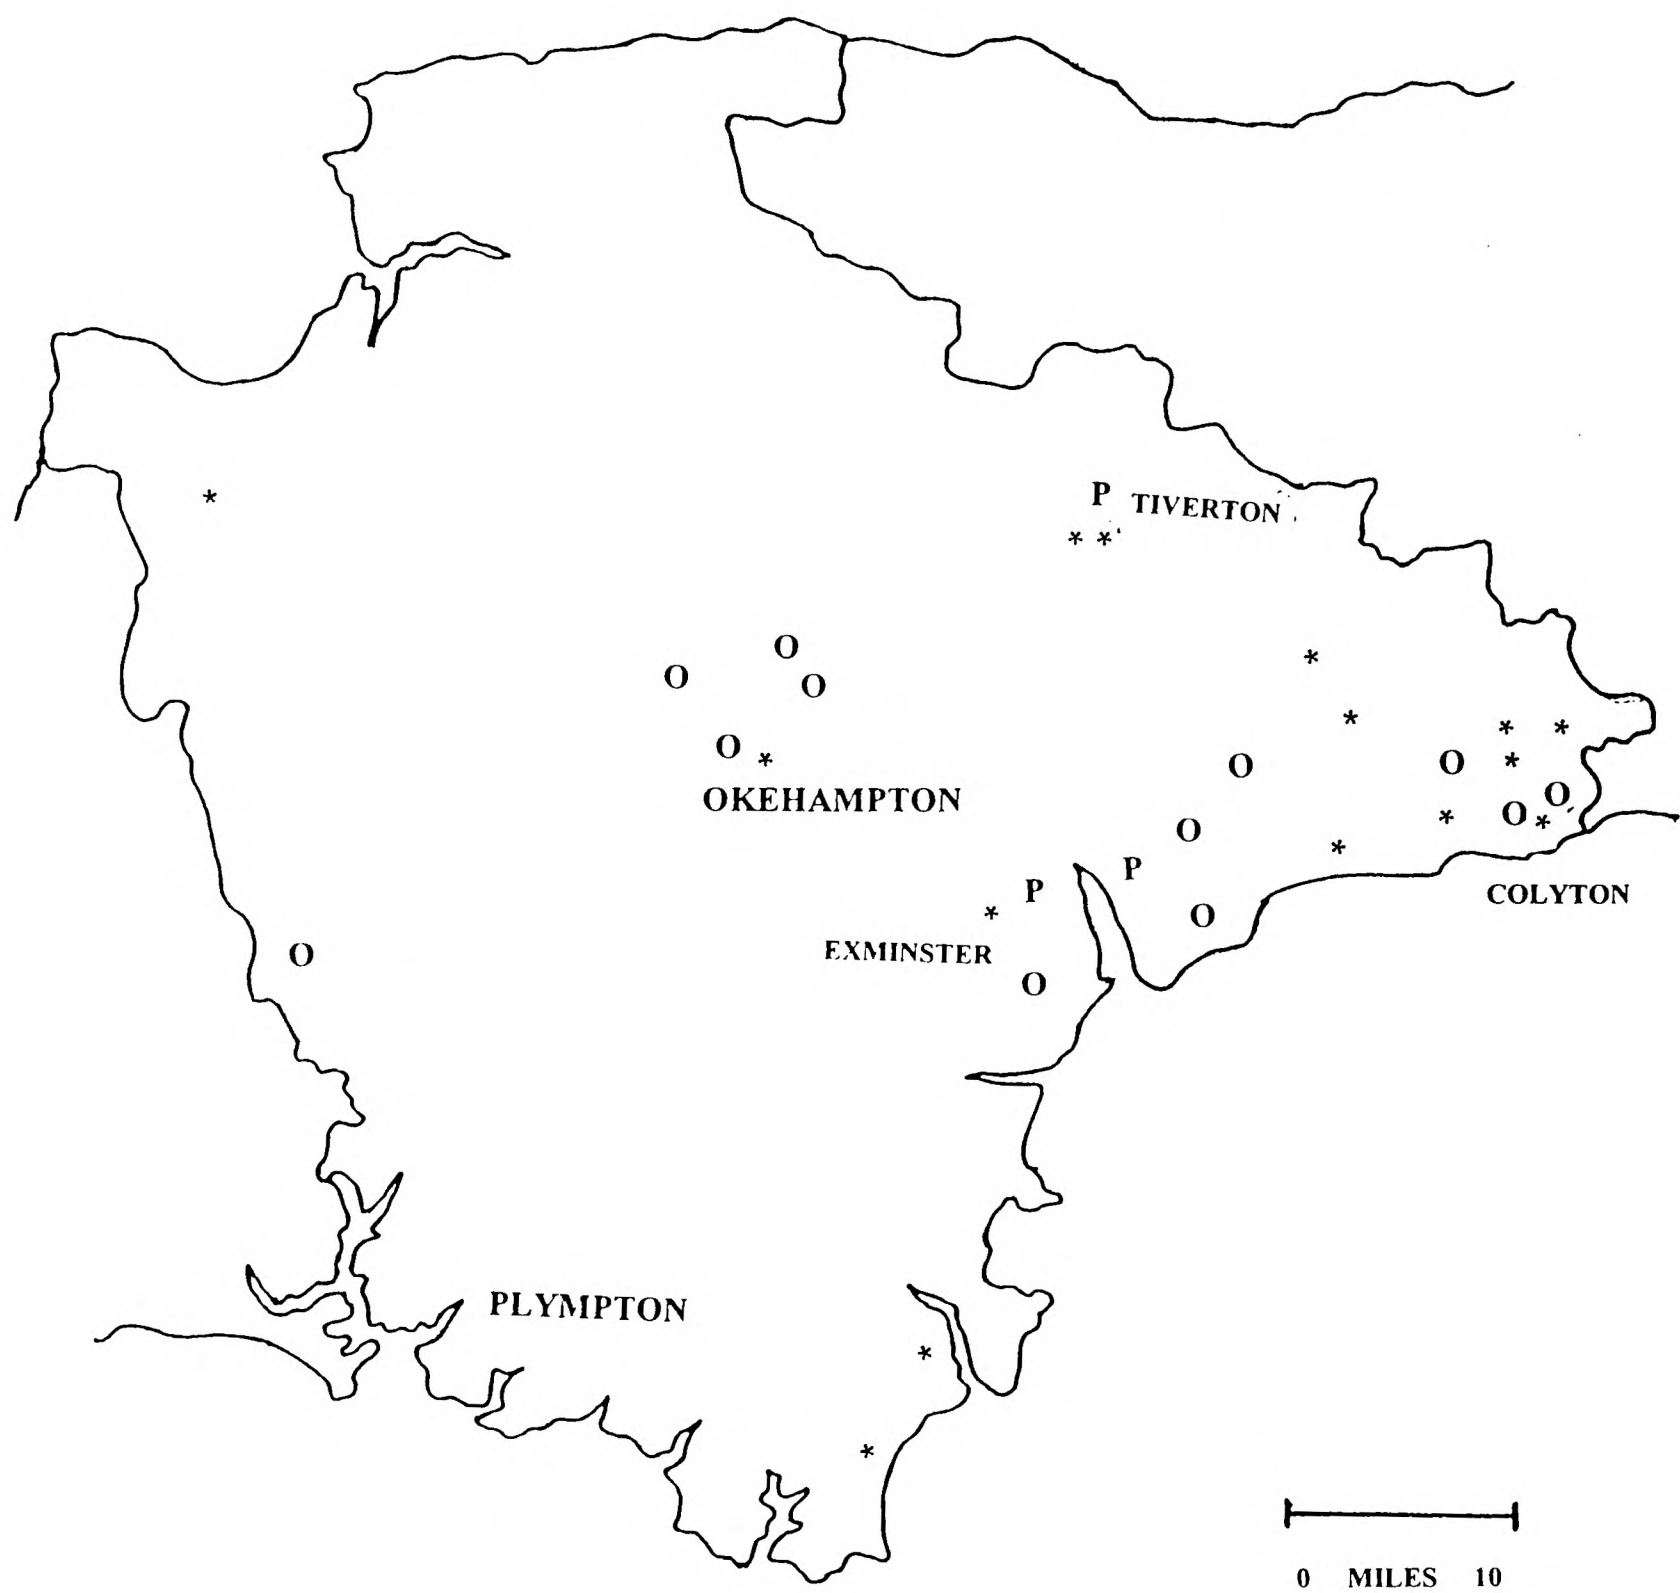 *
P TIVERTON
* *
O
O
O
*
*
O *
O
* *
O *
OKEHAMPTON
O
O
O *
*
*
P
P
COLYTON
*
O
EXMINSTER
O
O
PLYMPTON
*
*
0 MILES 10